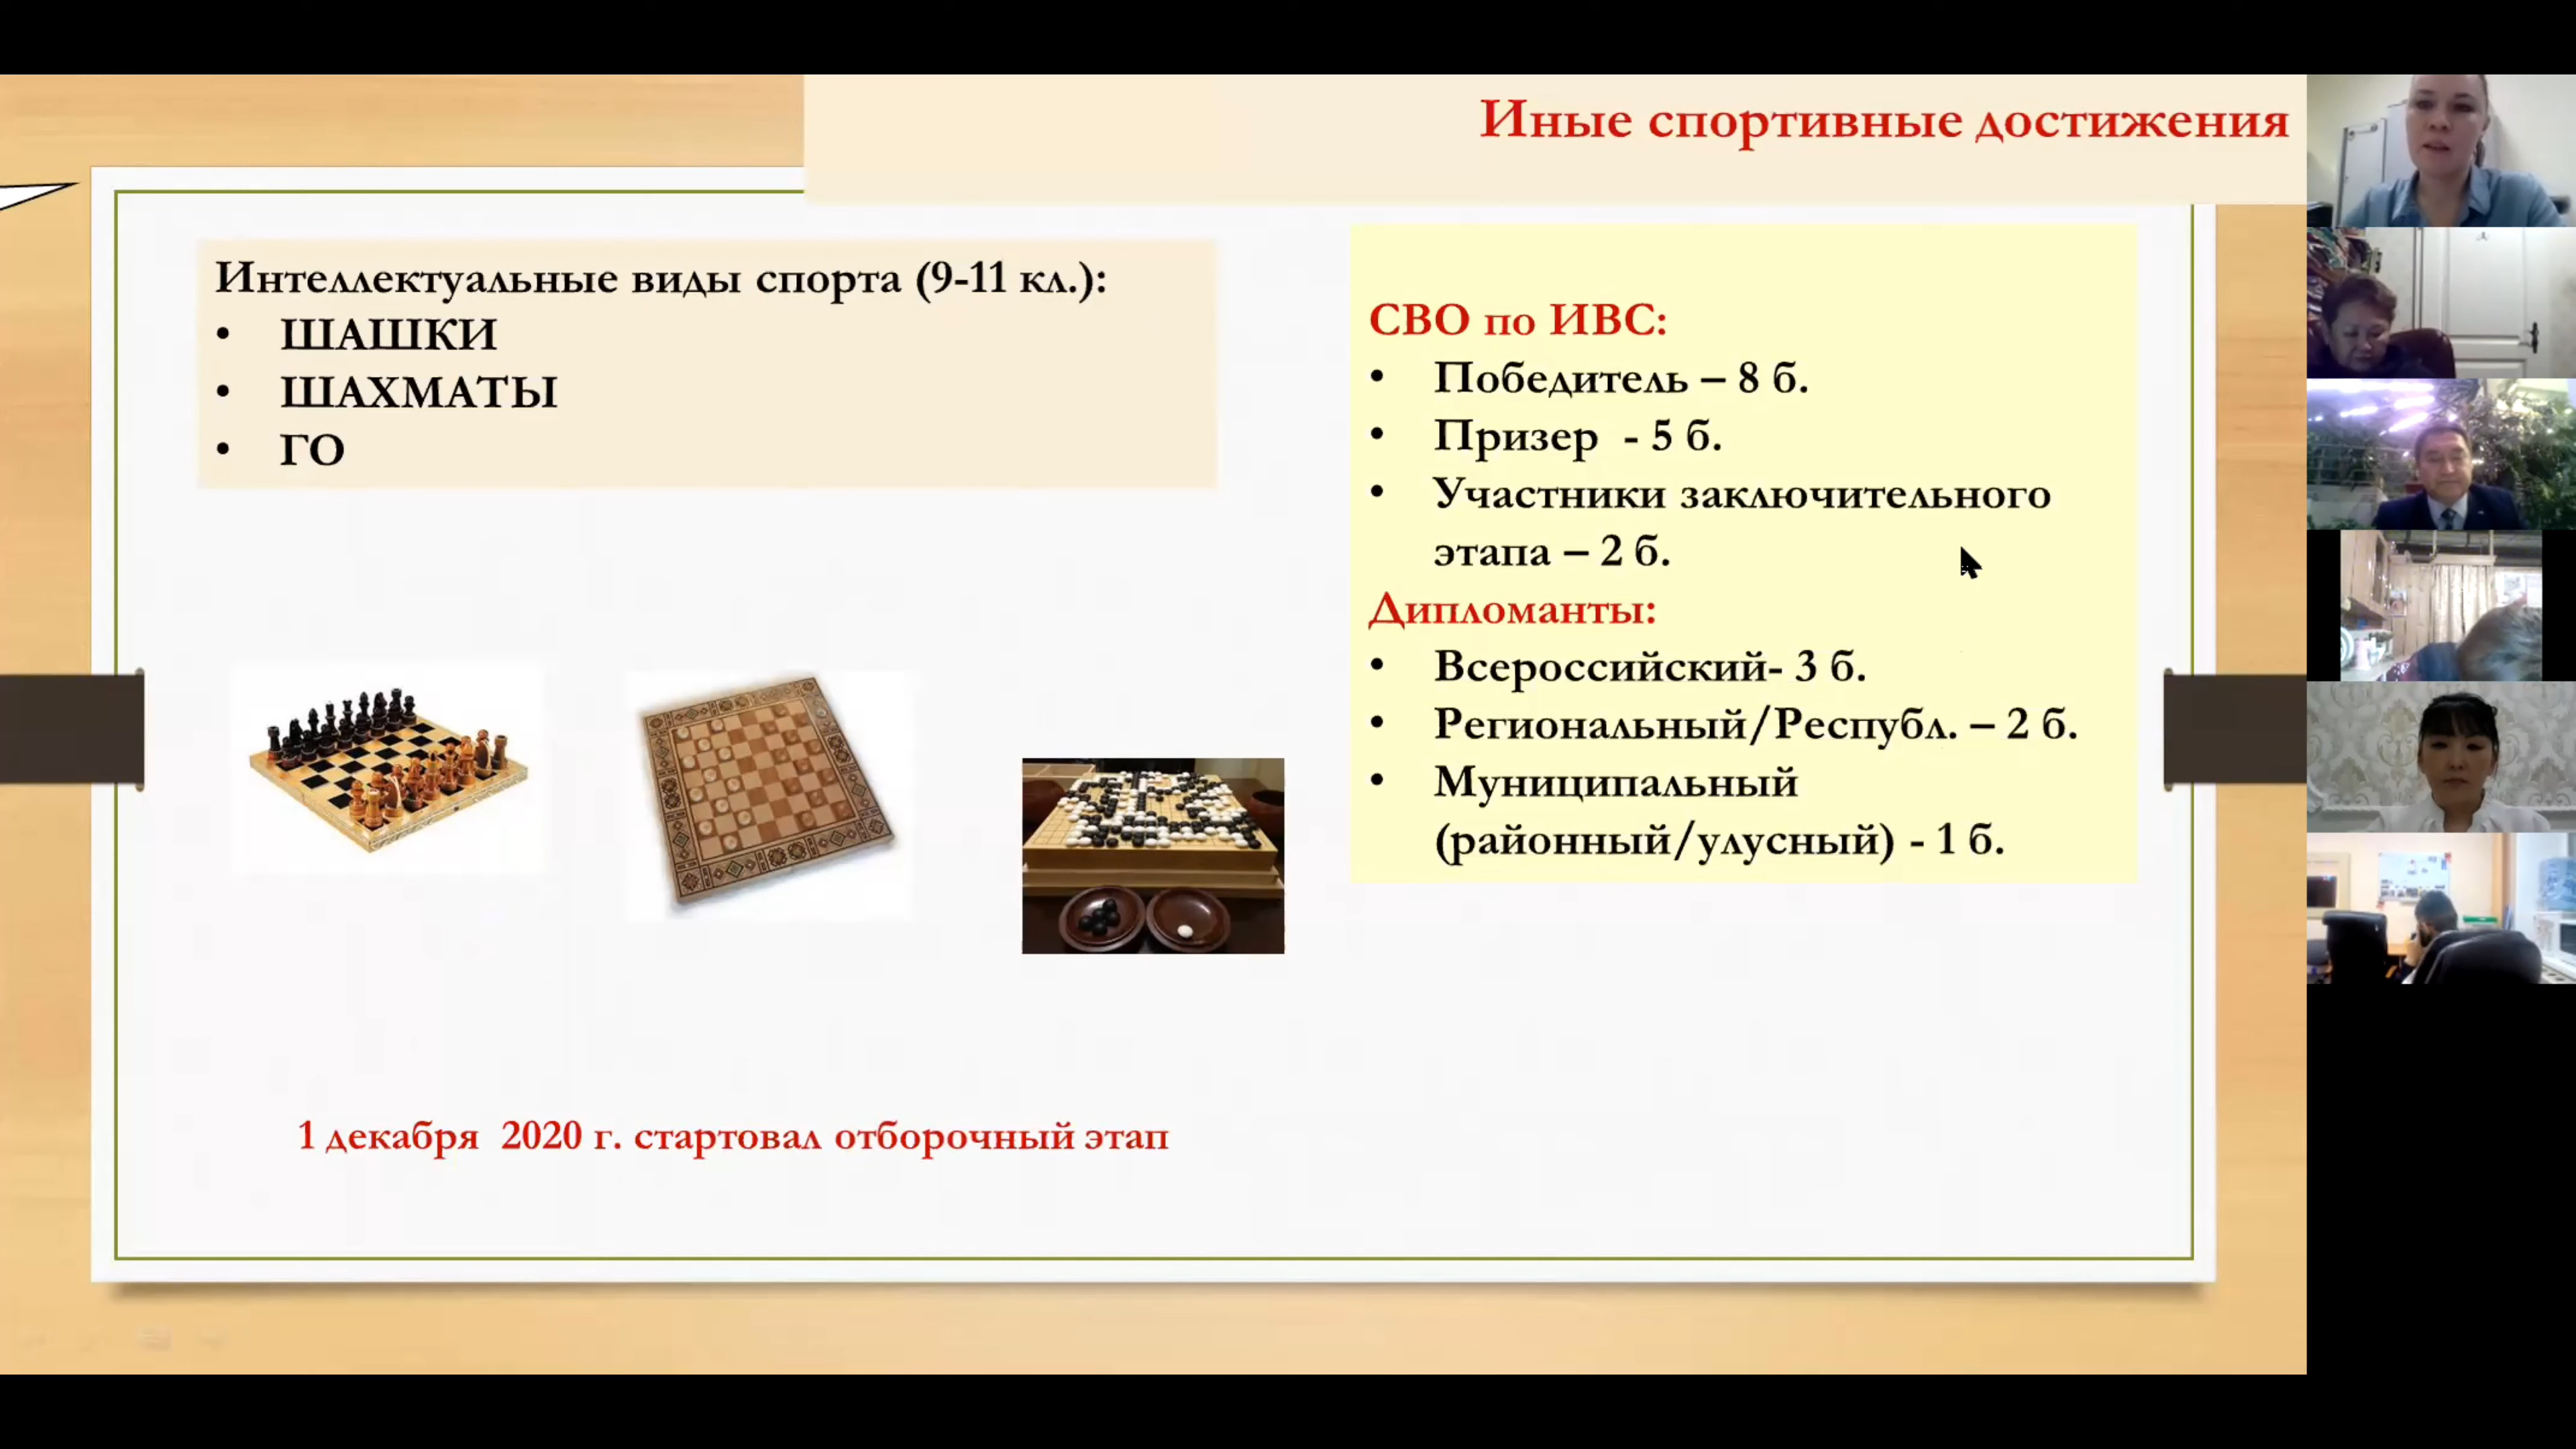 Иные спортивные достижения
Интеллектуальные виды спорта (9-11 кл.):
• ШАШКИ
• ШАХМАТЫ
• ГО
СВО по ИВС:
• Победитель – 8 б.
• Призер - 5 б.
• Участники заключительного
этапа – 2 б.
Дипломанты:
• Всероссийский- 3 б.
• Региональный/Республ. – 2 б.
• Муниципальный
(районный/улусный) - 1 б.
1 декабря 2020 г. стартовал отборочный этап